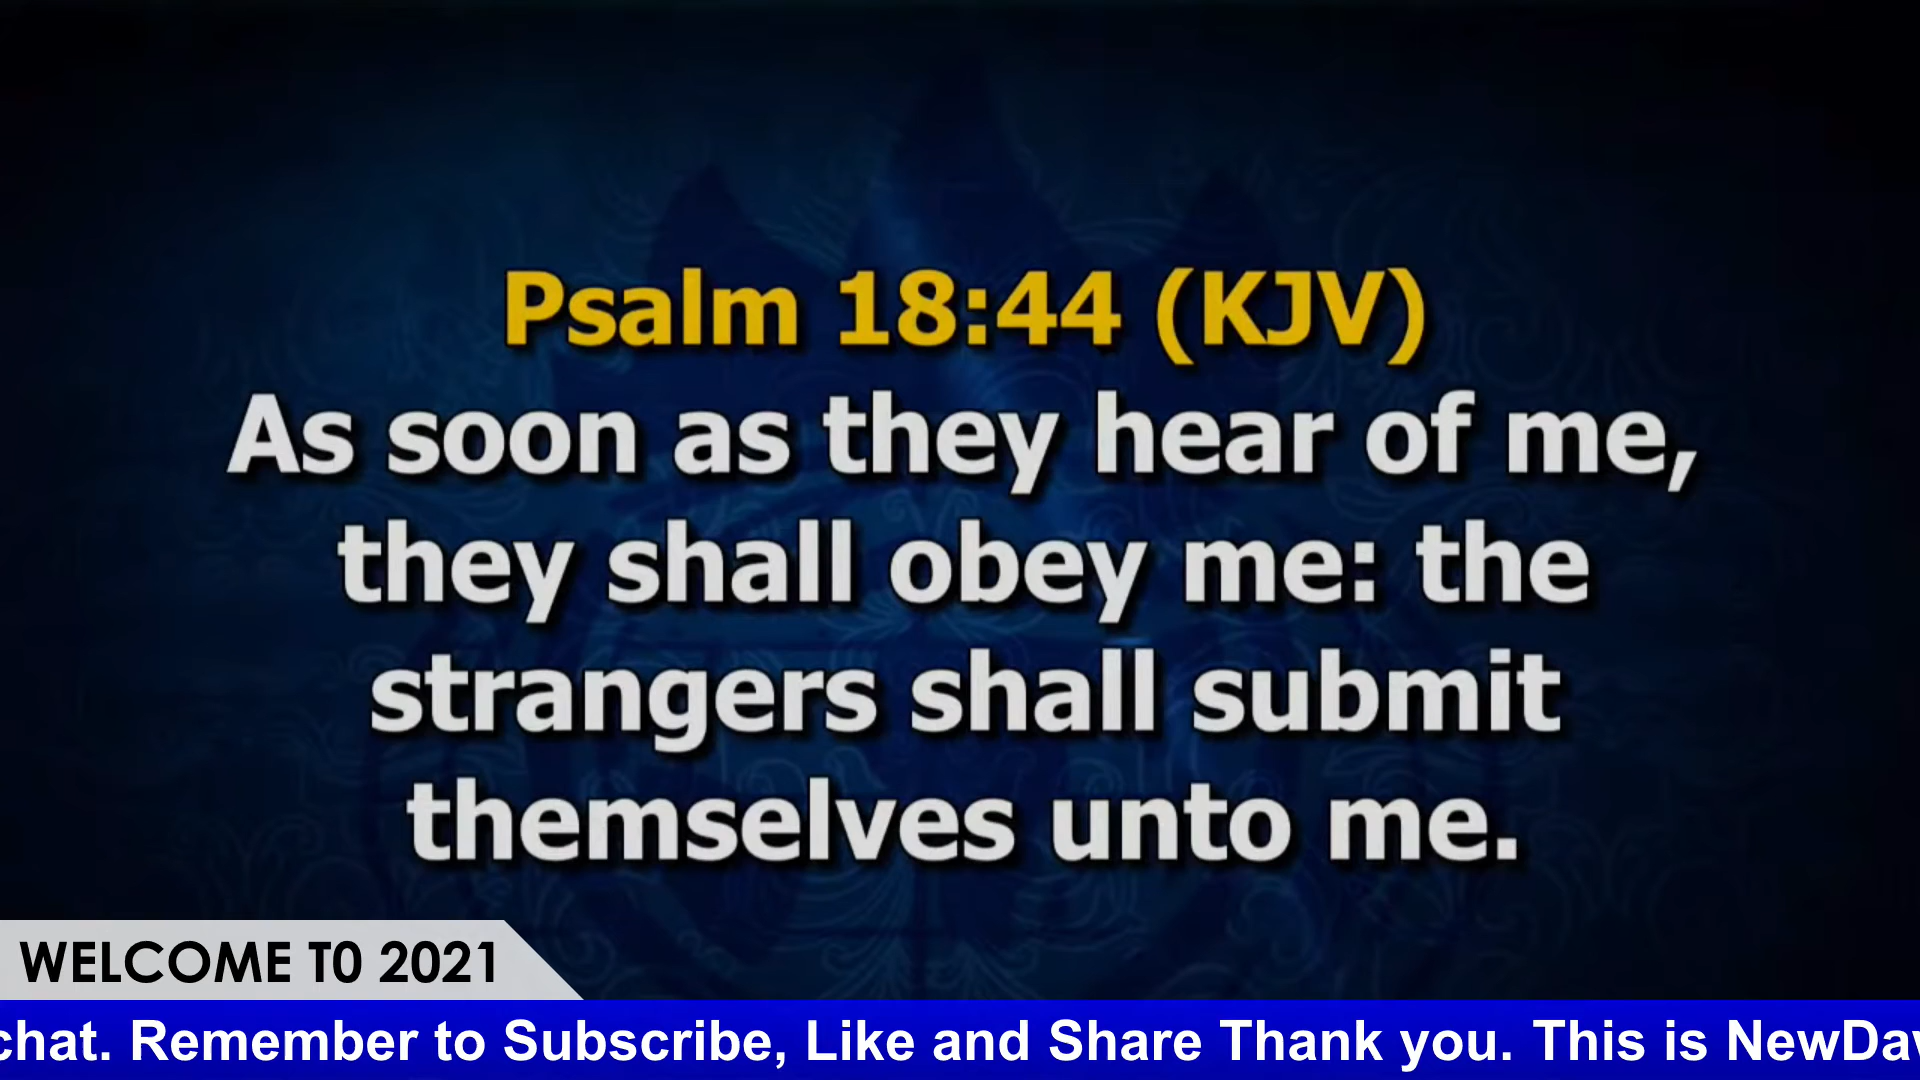 Psalm 18:44 (KJV)
As soon as they hear of me,
they shall obey me: the
strangers shall submit
themselves unto me.
WELCOME T0 2021
chat. Remember to Subscribe, Like and Share Thank you. This is